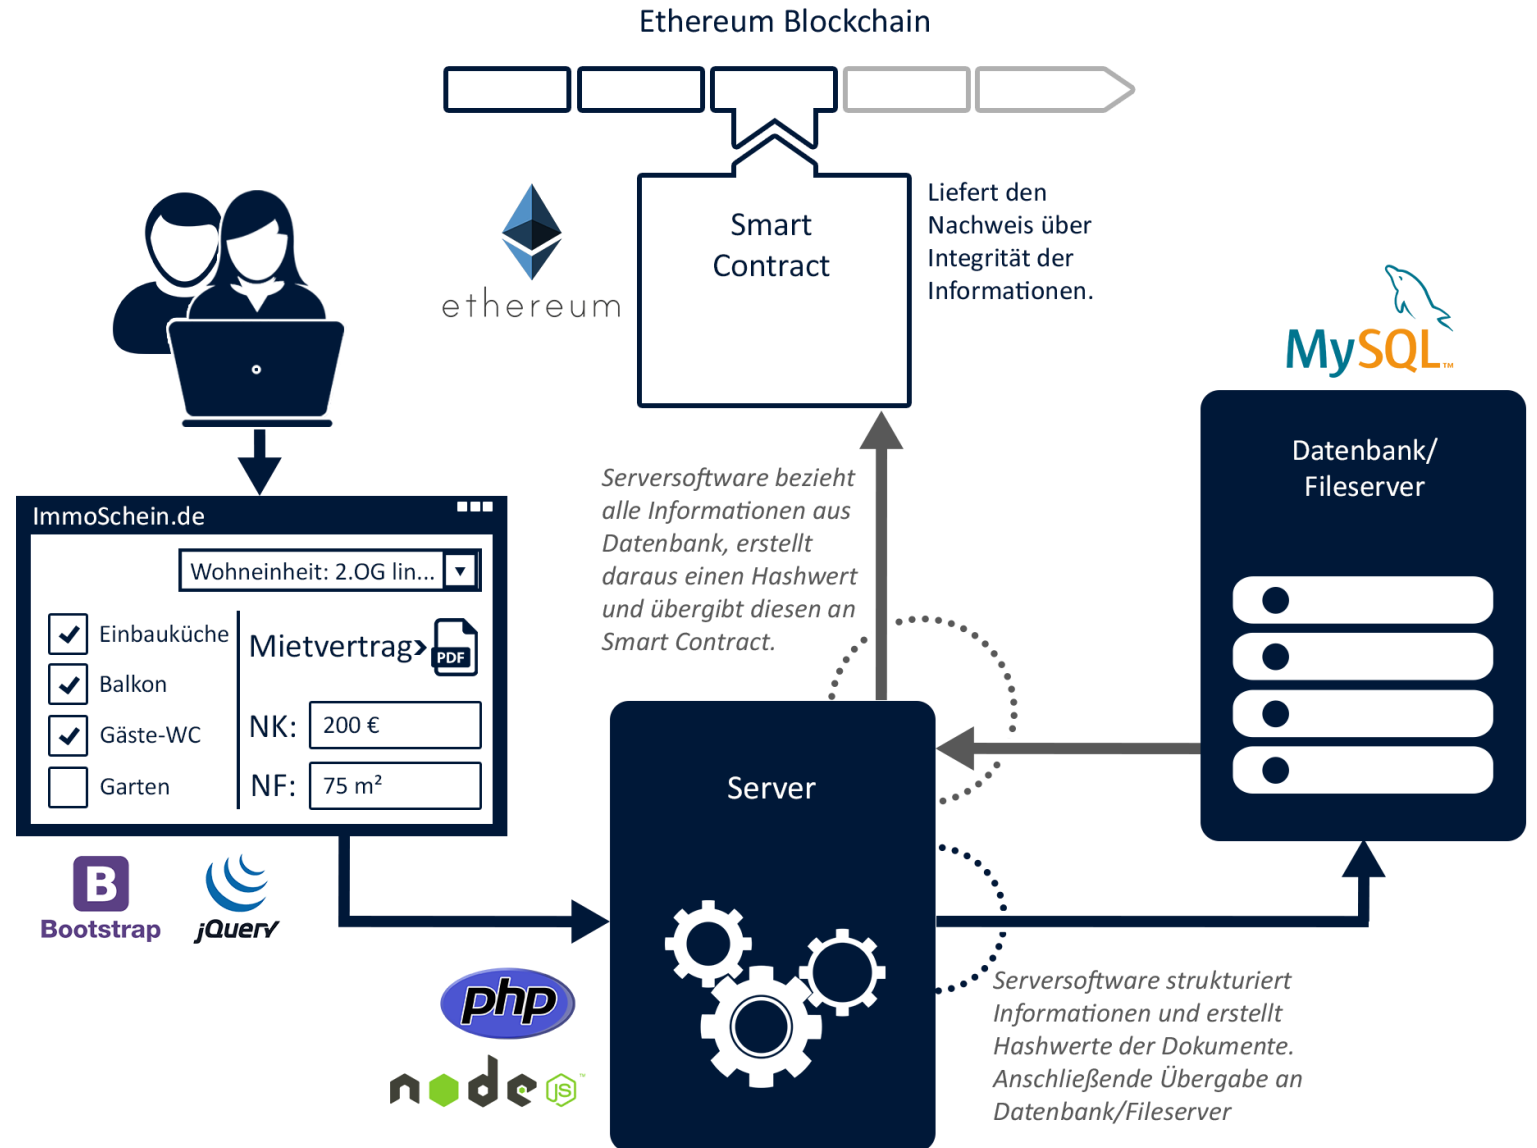 Ethereum Blockchain
Smart
Contract
Liefert den
Nachweis über
Integrität der
Informationen.
ethereum
MySQL™
Datenbank/
Fileserver
Serversoftware bezieht
alle Informationen aus
Datenbank, erstellt
daraus einen Hashwert
und übergibt diesen an
Smart Contract.
ImmoSchein.de
Wohneinheit: 2.OG lin...
Einbauküche
Balkon
Gäste-WC
Garten
Mietvertrag
PDF
NK: 200 €
NF: 75 m²
B
Bootstrap
jQuery
php
node JS™
Server
Serversoftware strukturiert
Informationen und erstellt
Hashwerte der Dokumente.
Anschließende Übergabe an
Datenbank/Fileserver